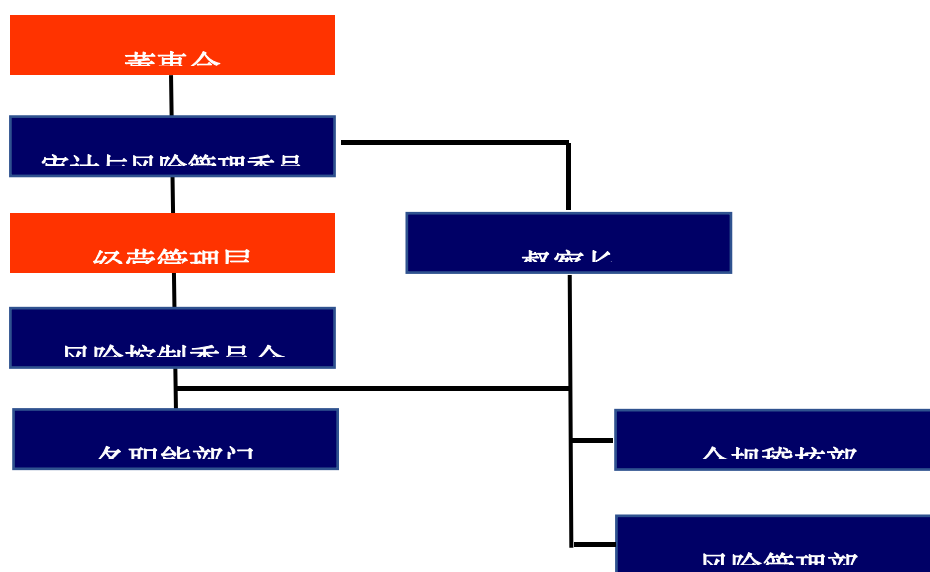 董事会
审计与风险管理委员
经营管理层
督察长
风险控制委员会
各职能部门
合规稽核部
风险管理部